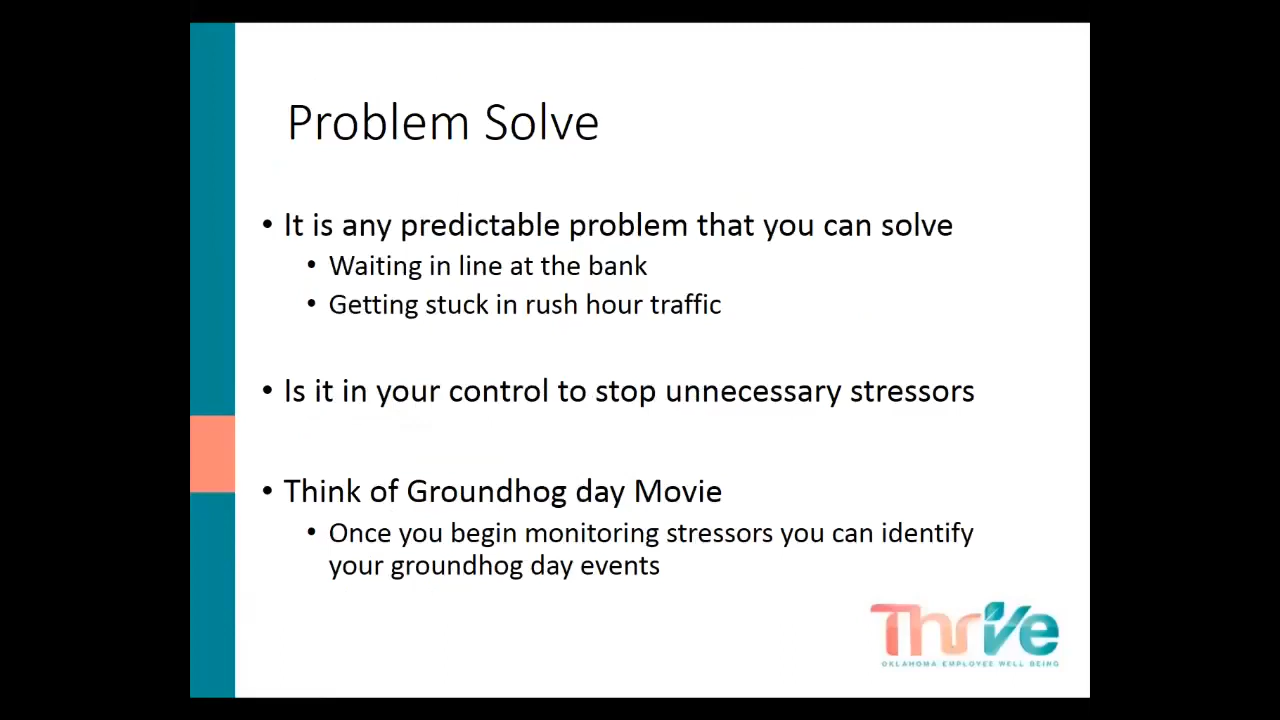 Problem Solve
• It is any predictable problem that you can solve
• Waiting in line at the bank
• Getting stuck in rush hour traffic
• Is it in your control to stop unnecessary stressors
• Think of Groundhog day Movie
• Once you begin monitoring stressors you can identify
your groundhog day events
Thrive
OKLAHOMA EMPLOYEE WELL BEING